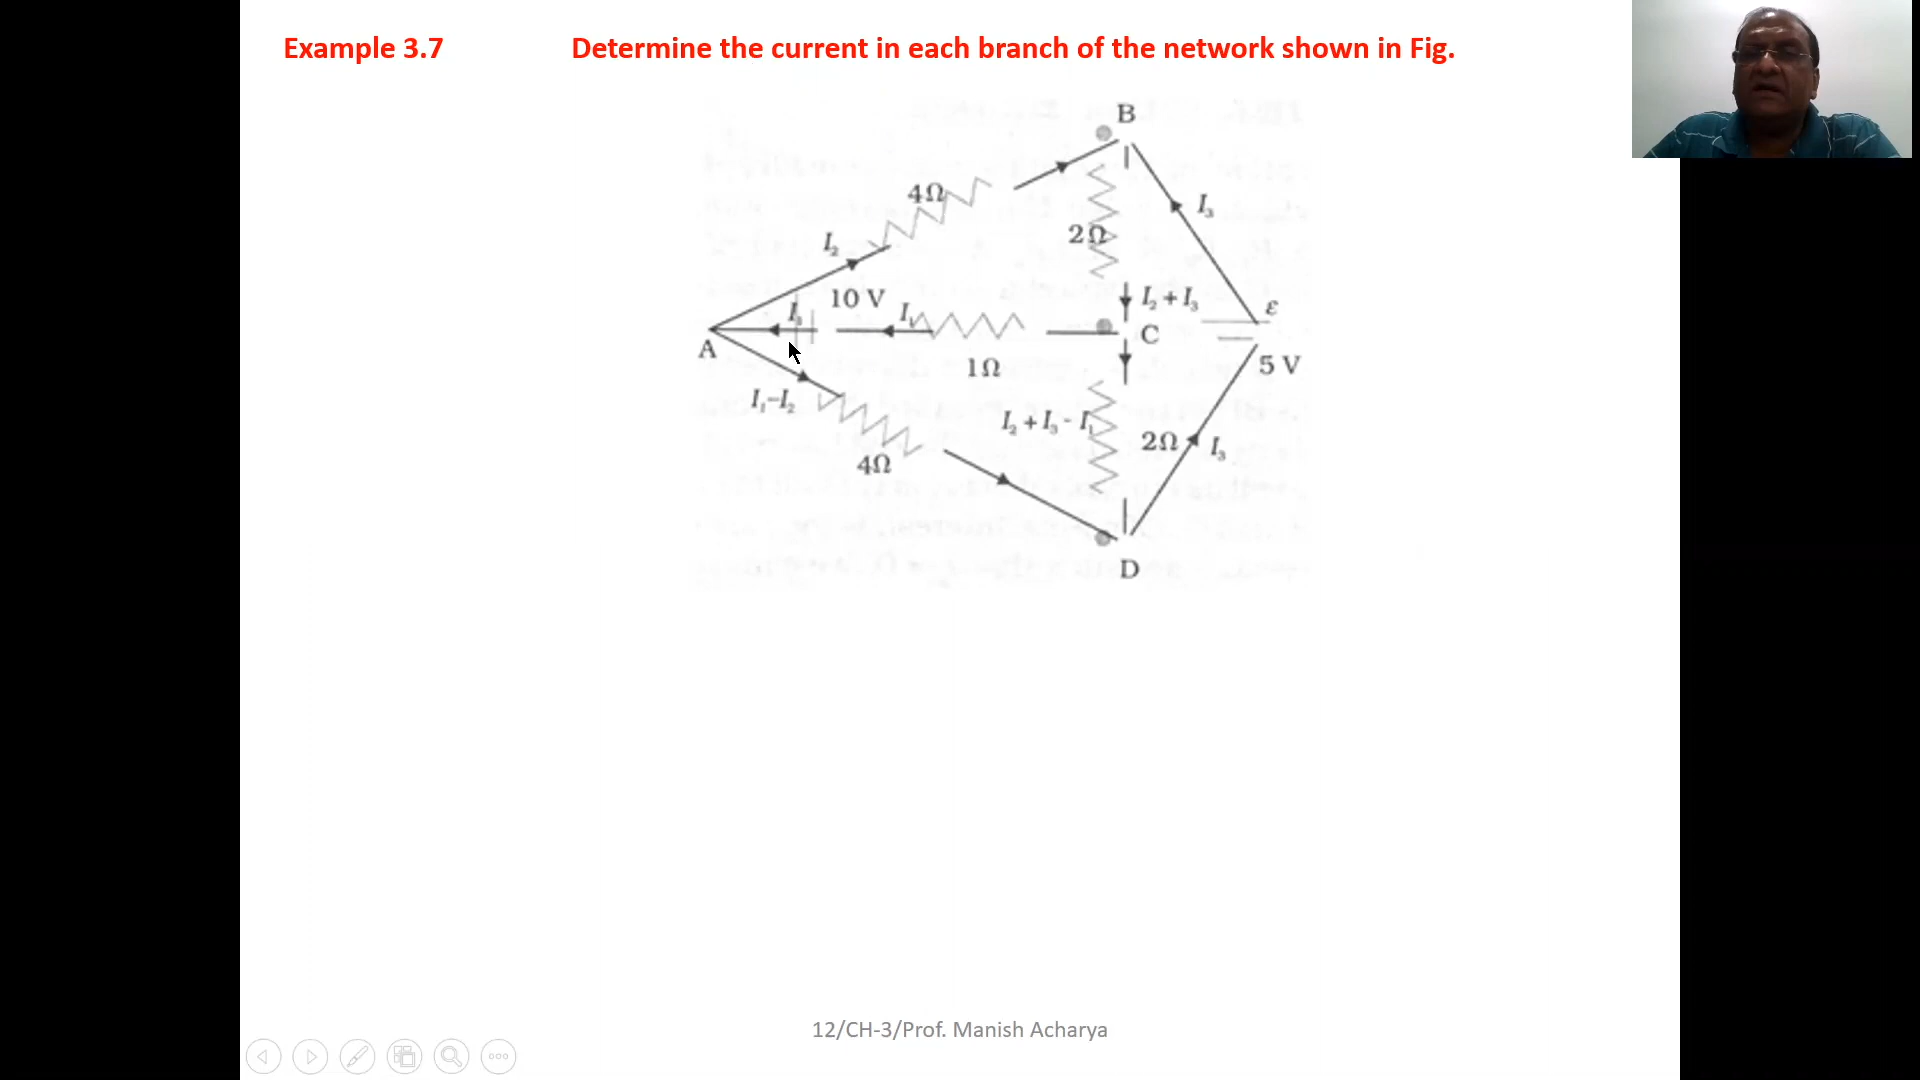 Example 3.7 Determine the current in each branch of the network shown in Fig.
B
4Ω
I₃
2Ω
I₂
10 V
I₂ + I₃
ε
I₁
I₁
C
A
1Ω
5 V
I₁–I₂
I₂ + I₃ - I₁
2Ω
I₃
4Ω
D
12/CH-3/Prof. Manish Acharya